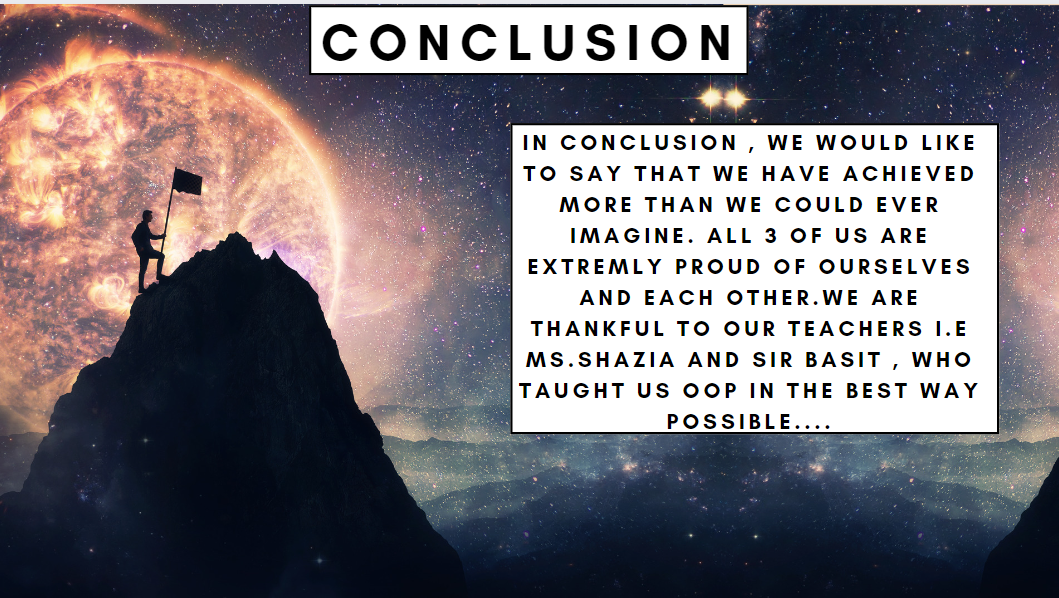 CONCLUSION
IN CONCLUSION , WE WOULD LIKE
TO SAY THAT WE HAVE ACHIEVED
MORE THAN WE COULD EVER
IMAGINE. ALL 3 OF US ARE
EXTREMLY PROUD OF OURSELVES
AND EACH OTHER.WE ARE
THANKFUL TO OUR TEACHERS I.E
MS.SHAZIA AND SIR BASIT , WHO
TAUGHT US OOP IN THE BEST WAY
POSSIBLE....